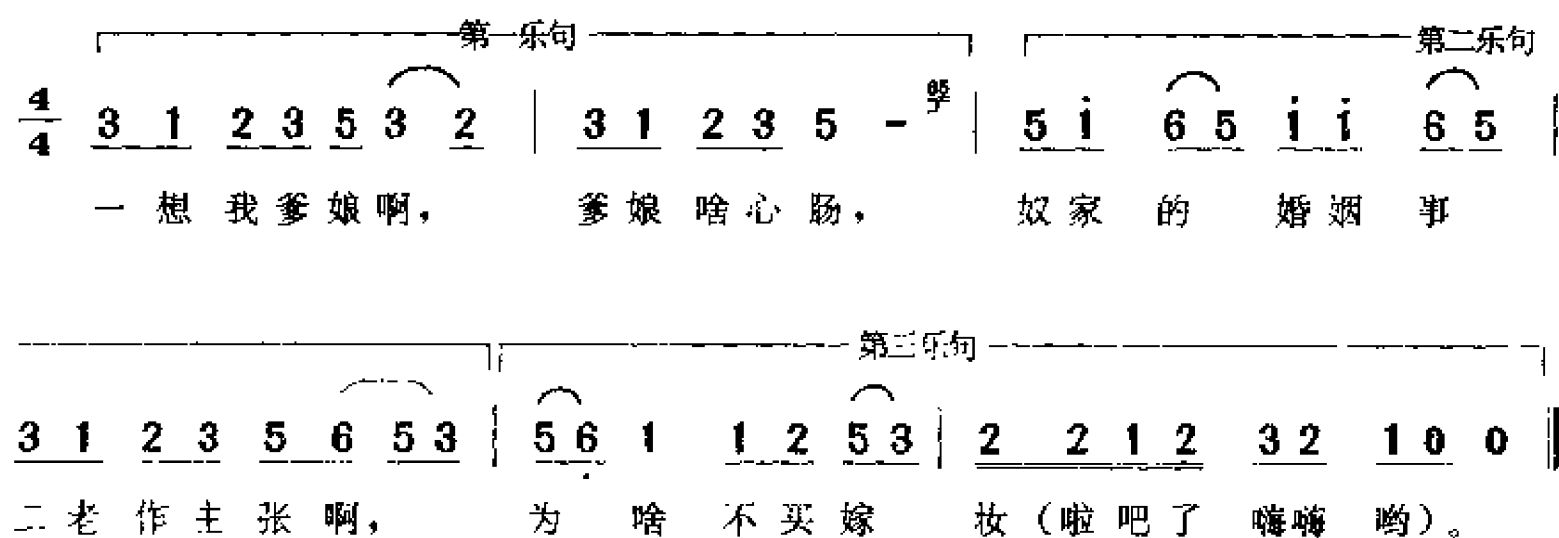 第一乐句 第二乐句
4/4 3 1 2 3 5 3 2 | 3 1 2 3 5 - | 5 i 6 5 i i 6 5 |
一想我爹娘啊， 爹娘啥心肠， 奴家的婚姻事
第三乐句
3 1 2 3 5 6 5 3 | 5 6 1 1 2 5 3 | 2 2 1 2 3 2 1 0 0 ‖
二老作主张啊， 为啥不买嫁妆（啦吧了嗨嗨哟）。